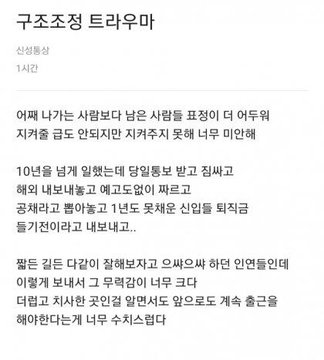 구조조정 트라우마
신성통상
1시간
어째 나가는 사람보다 남은 사람들 표정이 더 어두워
지켜줄 급도 안되지만 지켜주지 못해 너무 미안해
10년을 넘게 일했는데 당일통보 받고 짐싸고
해외 내보내놓고 예고도없이 짜르고
공채라고 뽑아놓고 1년도 못채운 신입들 퇴직금
들기전이라고 내보내고..
짧든 길든 다같이 잘해보자고 으쌰으쌰 하던 인연들인데
이렇게 보내서 그 무력감이 너무 크다
더럽고 치사한 곳인걸 알면서도 앞으로도 계속 출근을
해야한다는게 너무 수치스럽다